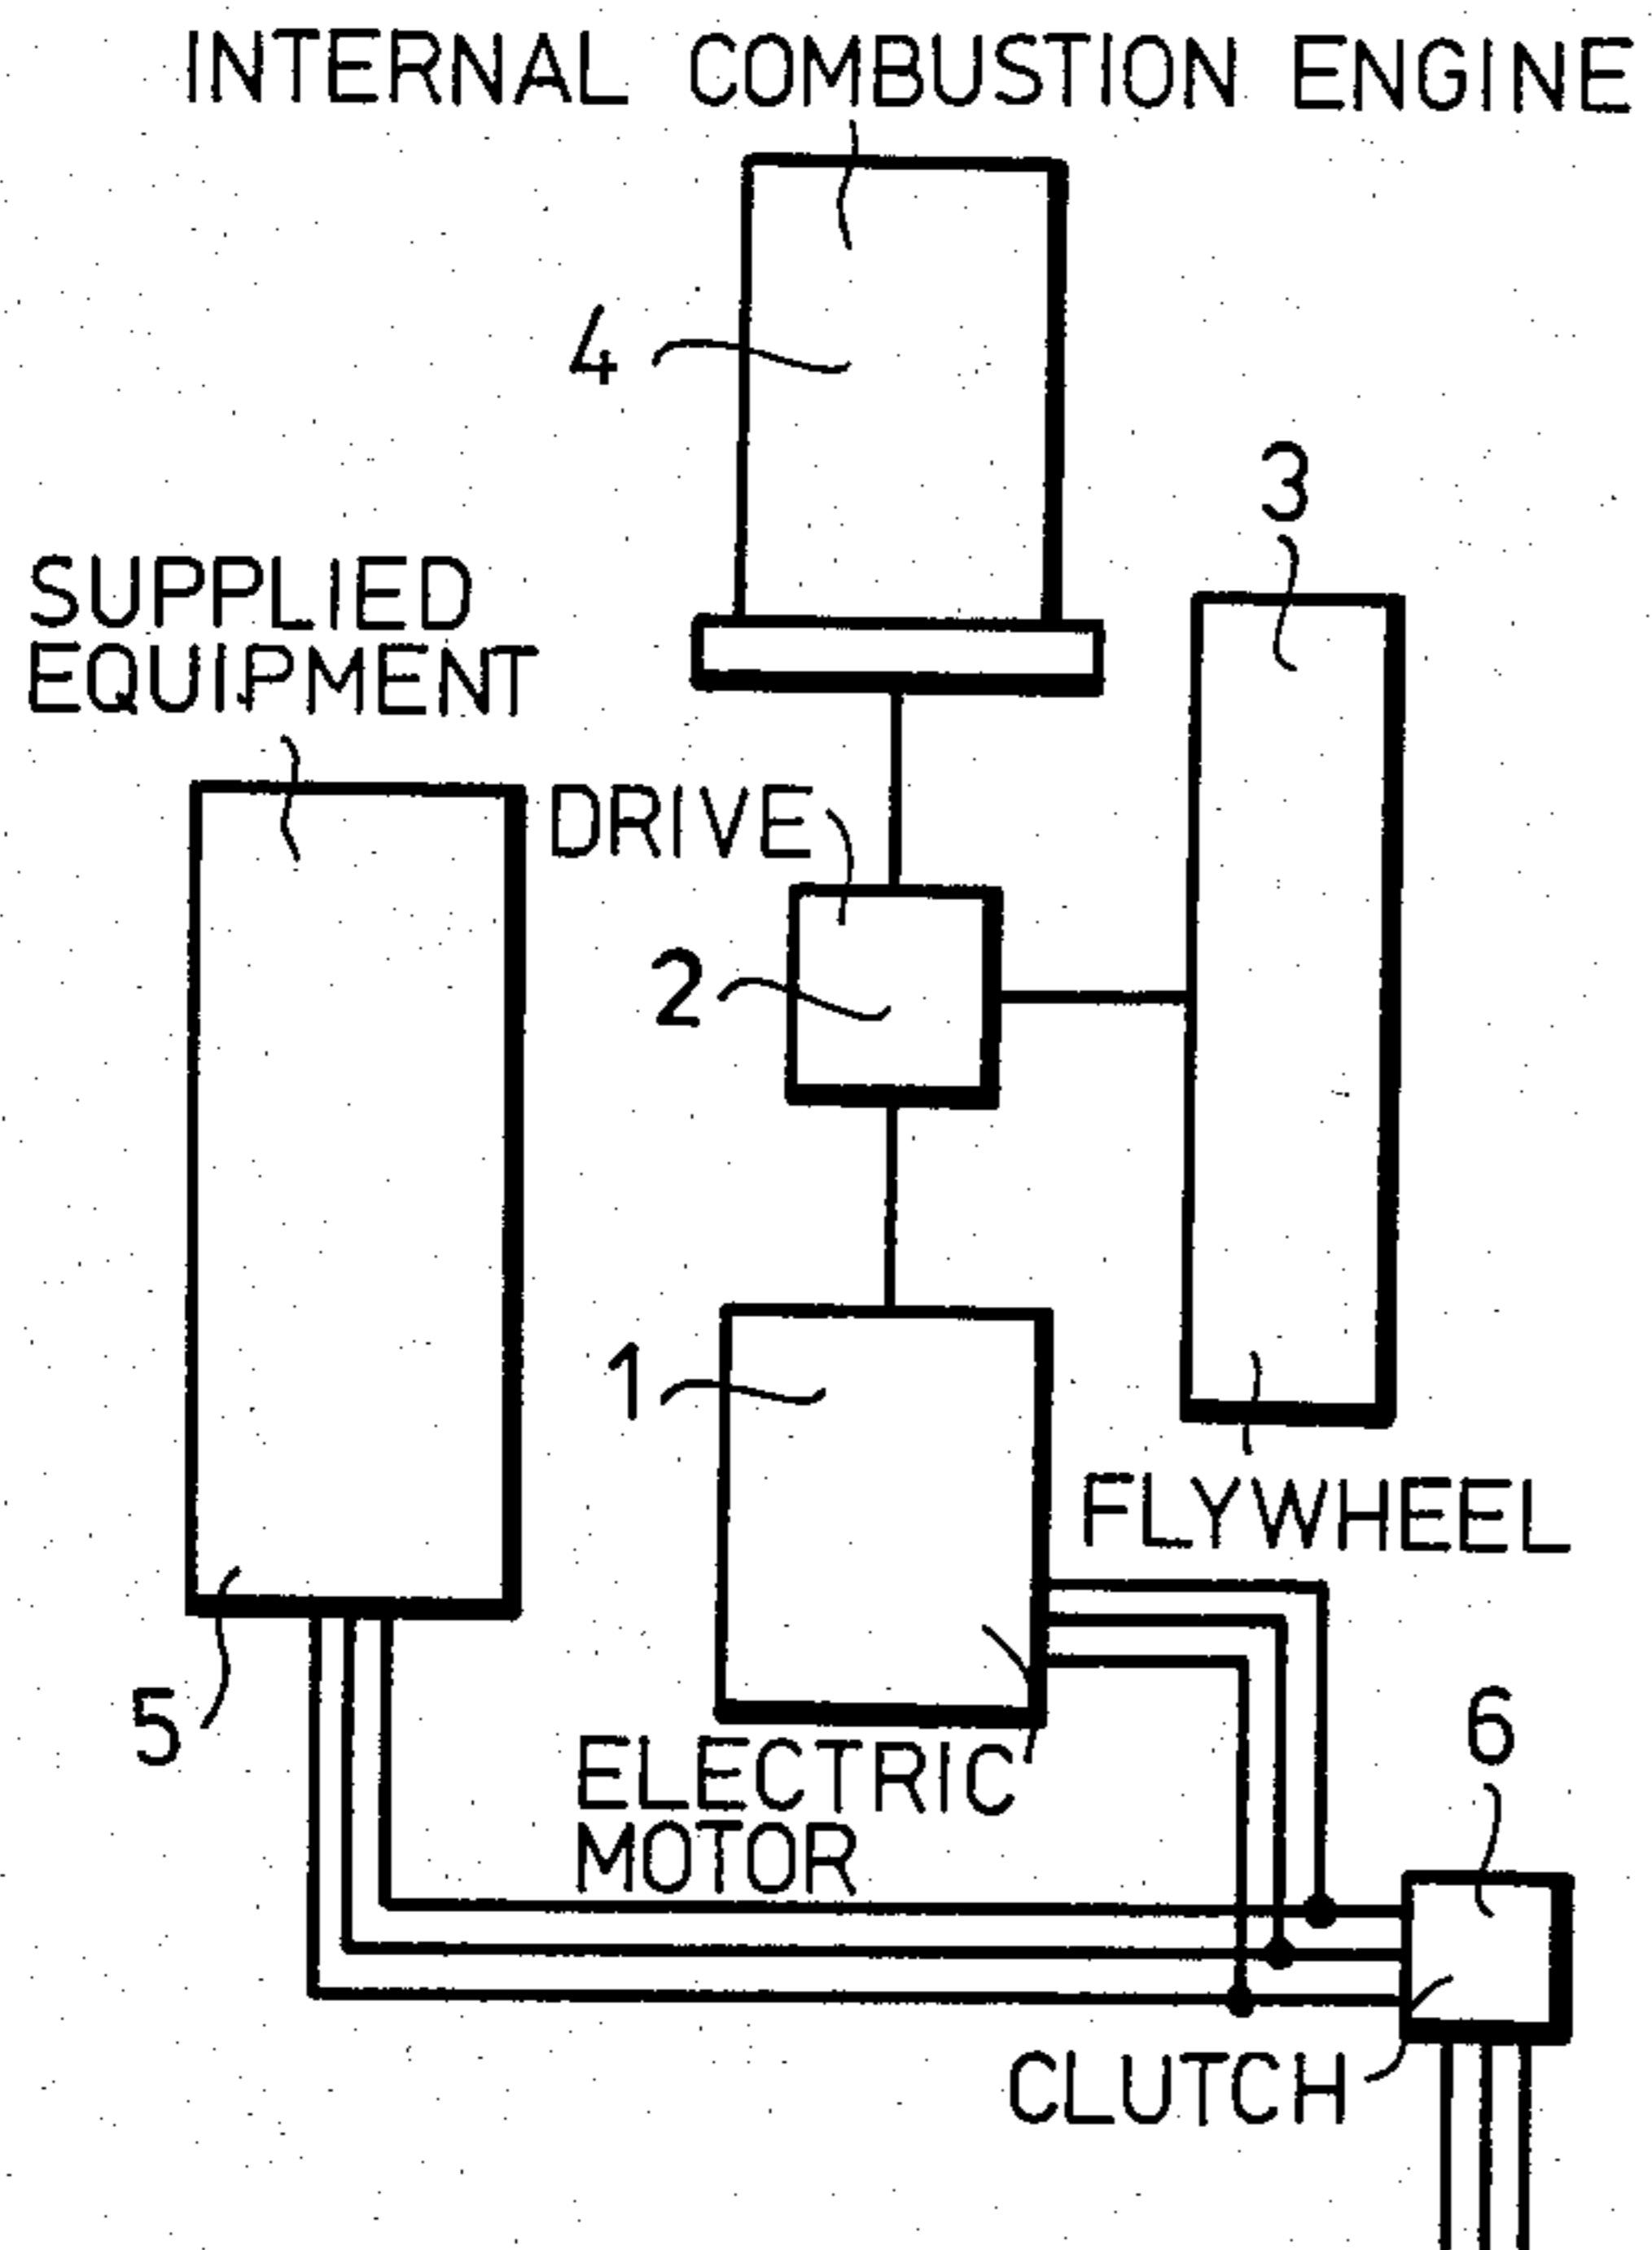 INTERNAL COMBUSTION ENGINE
4
3
SUPPLIED
EQUIPMENT
DRIVE
2
1
FLYWHEEL
5
ELECTRIC
MOTOR
6
CLUTCH